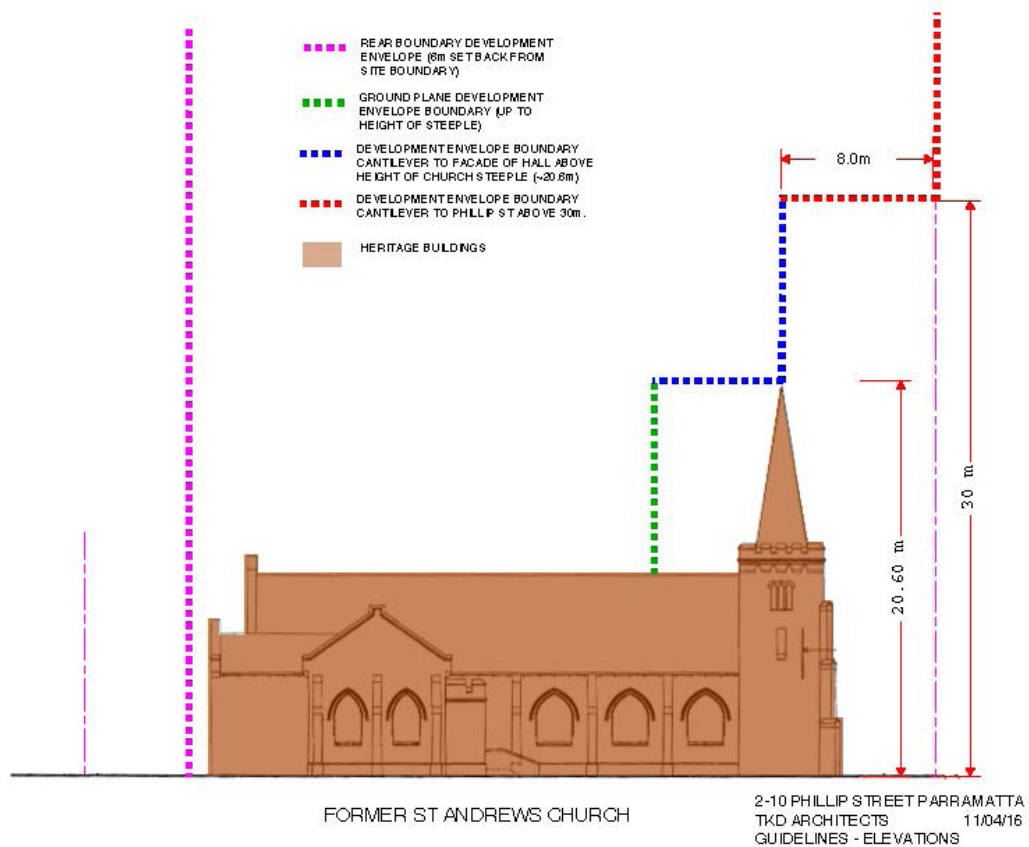 REAR BOUNDARY DEVELOPMENT
ENVELOPE (6m SET BACK FROM
SITE BOUNDARY)
GROUND PLANE DEVELOPMENT
ENVELOPE BOUNDARY (UP TO
HEIGHT OF STEEPLE)
DEVELOPMENT ENVELOPE BOUNDARY
CANTILEVER TO FACADE OF HALL ABOVE
HEIGHT OF CHURCH STEEPLE (~20.6m)
DEVELOPMENT ENVELOPE BOUNDARY
CANTILEVER TO PHILLIP ST ABOVE 30m.
HERITAGE BUILDINGS
8.0m
20.60 m
30 m
FORMER ST ANDREWS CHURCH
2-10 PHILLIP STREET PARRAMATTA
TKD ARCHITECTS 11/04/16
GUIDELINES - ELEVATIONS